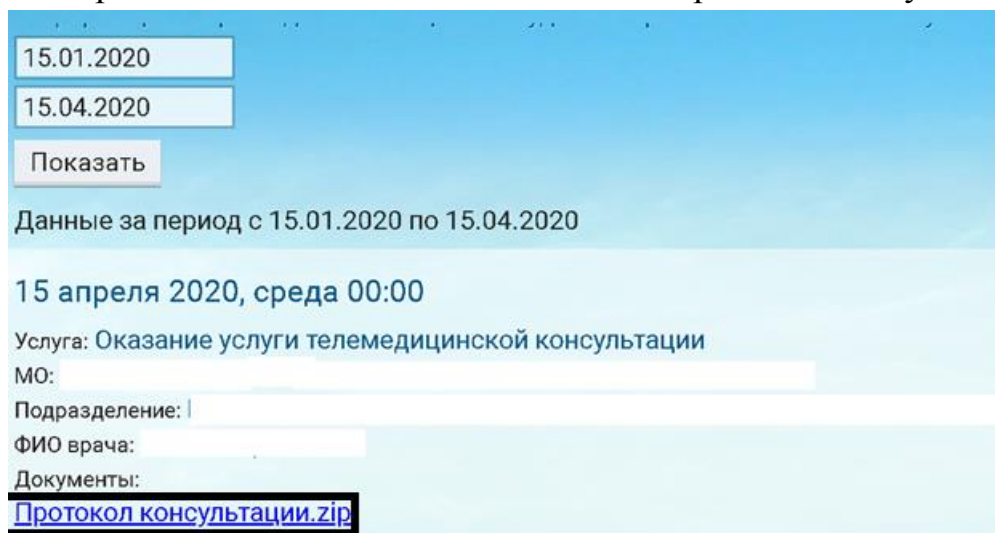 15.01.2020
15.04.2020
Показать
Данные за период с 15.01.2020 по 15.04.2020
15 апреля 2020, среда 00:00
Услуга: Оказание услуги телемедицинской консультации
МО:
Подразделение:
ФИО врача:
Документы:
Протокол консультации.zip